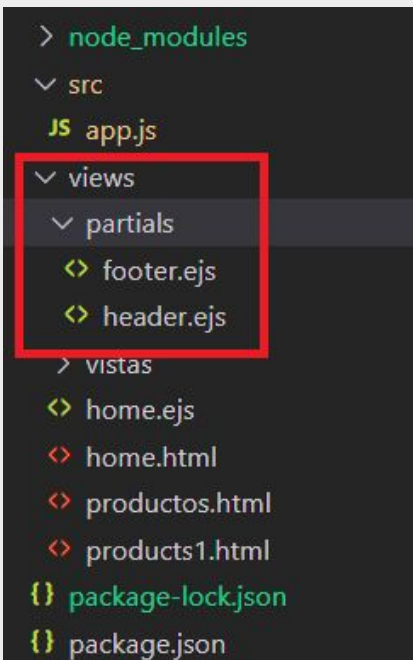 node_modules
src
JS app.js
views
partials
<> footer.ejs
<> header.ejs
vistas
<> home.ejs
<> home.html
<> productos.html
<> products1.html
{} package-lock.json
{} package.json